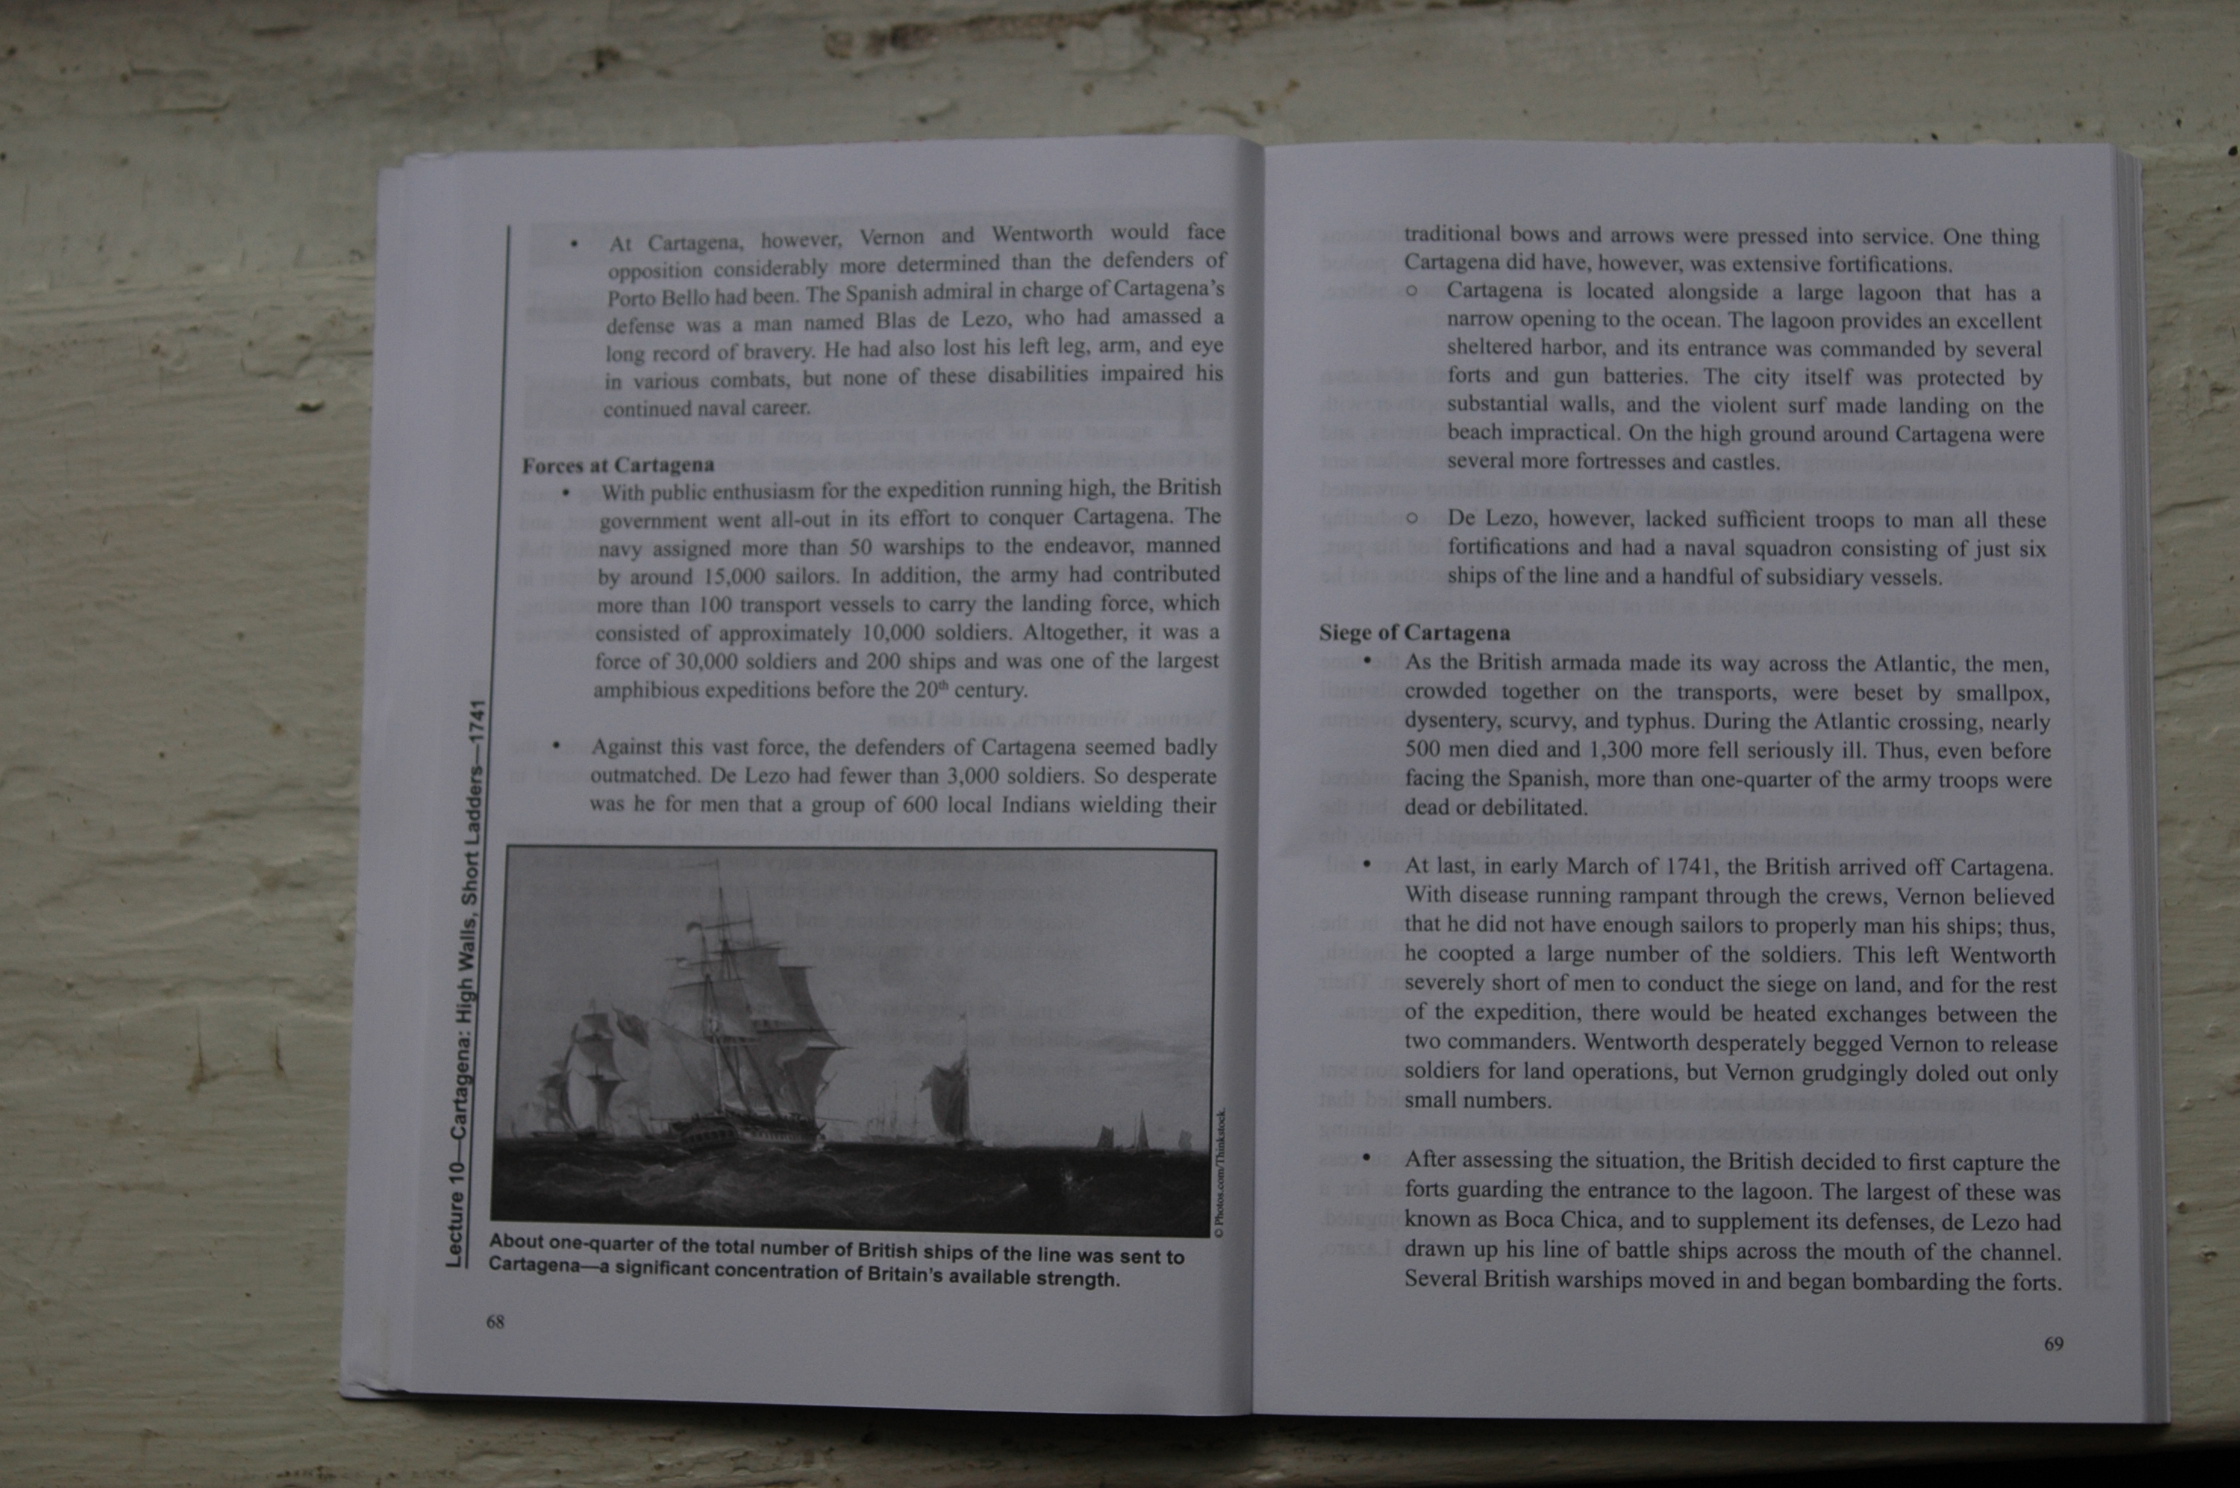 • At Cartagena, however, Vernon and Wentworth would face
opposition considerably more determined than the defenders of
Porto Bello had been. The Spanish admiral in charge of Cartagena's
defense was a man named Blas de Lezo, who had amassed a
long record of bravery. He had also lost his left leg, arm, and eye
in various combats, but none of these disabilities impaired his
continued naval career.
Forces at Cartagena
• With public enthusiasm for the expedition running high, the British
government went all-out in its effort to conquer Cartagena. The
navy assigned more than 50 warships to the endeavor, manned
by around 15,000 sailors. In addition, the army had contributed
more than 100 transport vessels to carry the landing force, which
consisted of approximately 10,000 soldiers. Altogether, it was a
force of 30,000 soldiers and 200 ships and was one of the largest
amphibious expeditions before the 20th century.
• Against this vast force, the defenders of Cartagena seemed badly
outmatched. De Lezo had fewer than 3,000 soldiers. So desperate
was he for men that a group of 600 local Indians wielding their
Lecture 10—Cartagena: High Walls, Short Ladders—1741
© Photos.com/Thinkstock.
About one-quarter of the total number of British ships of the line was sent to
Cartagena—a significant concentration of Britain's available strength.
68
traditional bows and arrows were pressed into service. One thing
Cartagena did have, however, was extensive fortifications.
○ Cartagena is located alongside a large lagoon that has a
narrow opening to the ocean. The lagoon provides an excellent
sheltered harbor, and its entrance was commanded by several
forts and gun batteries. The city itself was protected by
substantial walls, and the violent surf made landing on the
beach impractical. On the high ground around Cartagena were
several more fortresses and castles.
○ De Lezo, however, lacked sufficient troops to man all these
fortifications and had a naval squadron consisting of just six
ships of the line and a handful of subsidiary vessels.
Siege of Cartagena
• As the British armada made its way across the Atlantic, the men,
crowded together on the transports, were beset by smallpox,
dysentery, scurvy, and typhus. During the Atlantic crossing, nearly
500 men died and 1,300 more fell seriously ill. Thus, even before
facing the Spanish, more than one-quarter of the army troops were
dead or debilitated.
• At last, in early March of 1741, the British arrived off Cartagena.
With disease running rampant through the crews, Vernon believed
that he did not have enough sailors to properly man his ships; thus,
he coopted a large number of the soldiers. This left Wentworth
severely short of men to conduct the siege on land, and for the rest
of the expedition, there would be heated exchanges between the
two commanders. Wentworth desperately begged Vernon to release
soldiers for land operations, but Vernon grudgingly doled out only
small numbers.
• After assessing the situation, the British decided to first capture the
forts guarding the entrance to the lagoon. The largest of these was
known as Boca Chica, and to supplement its defenses, de Lezo had
drawn up his line of battle ships across the mouth of the channel.
Several British warships moved in and began bombarding the forts.
69